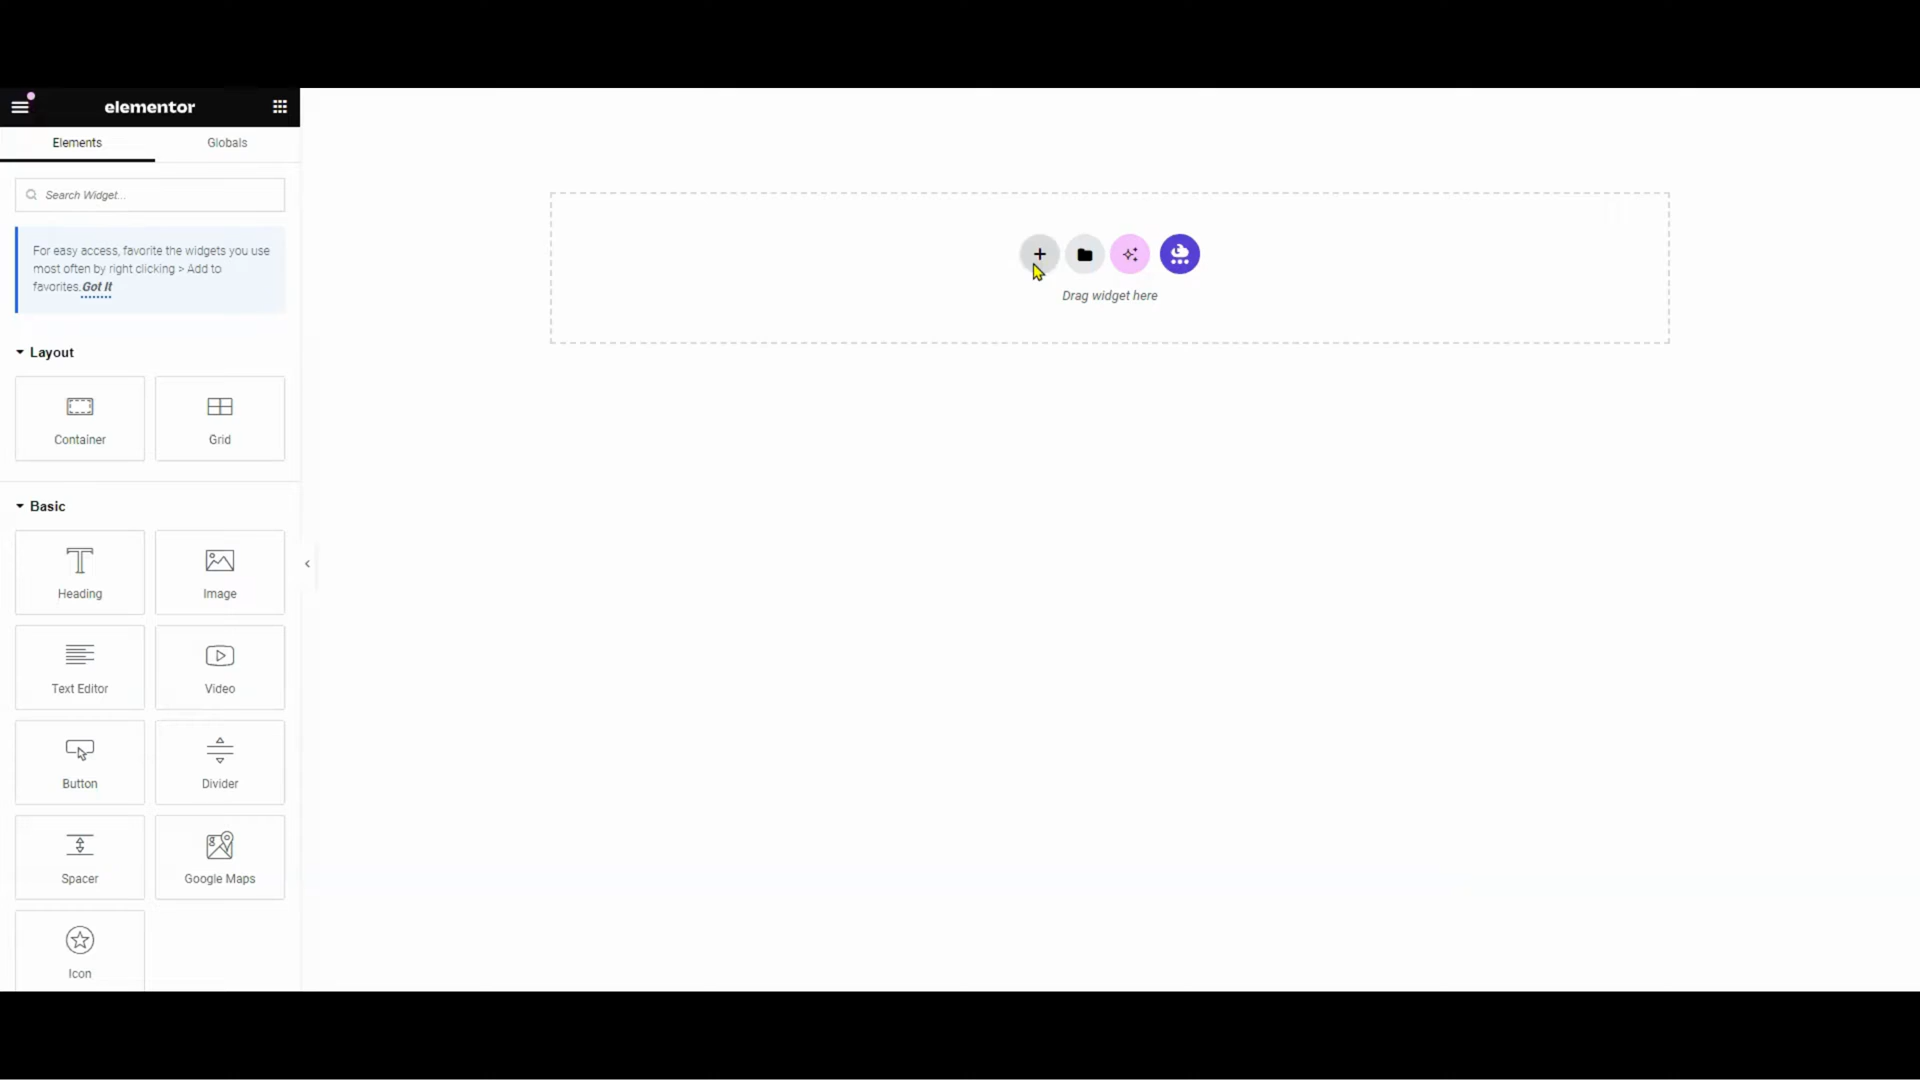 elementor
Elements
Globals
Search Widget...
For easy access, favorite the widgets you use
most often by right clicking > Add to
favorites. Got It
Layout
Container
Grid
Basic
Heading
Image
Text Editor
Video
Button
Divider
Spacer
Google Maps
Icon
Drag widget here